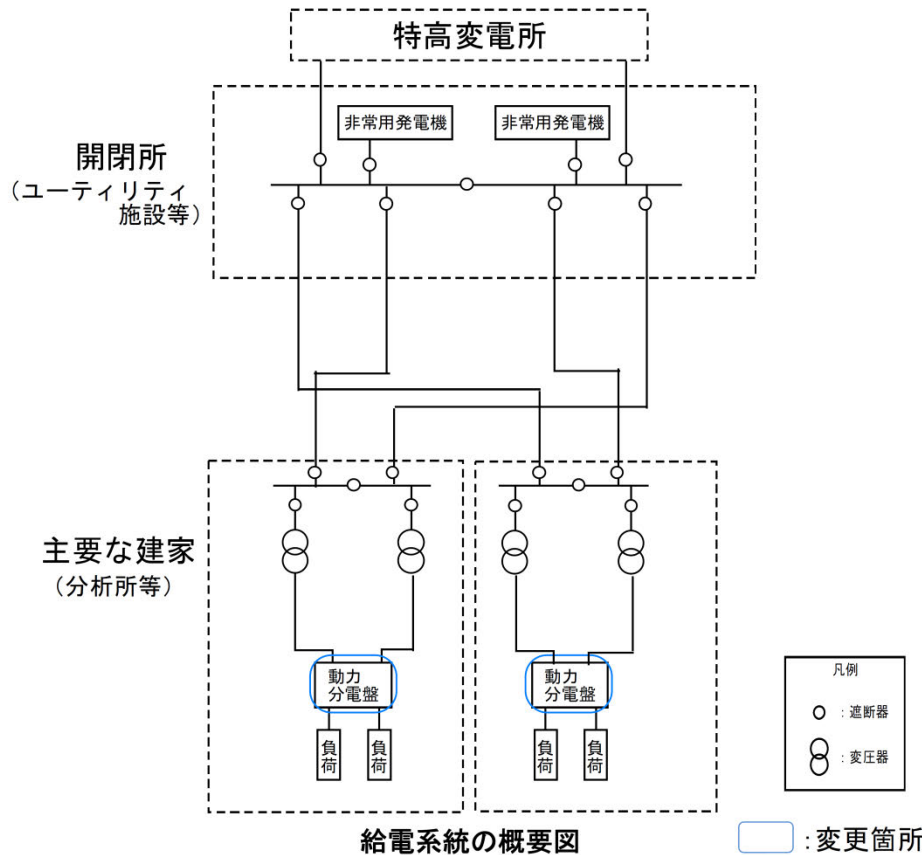 特高変電所
非常用発電機
非常用発電機
開閉所
（ユーティリティ
施設等）
主要な建家
（分析所等）
動力
分電盤
負荷
負荷
動力
分電盤
負荷
負荷
凡例
：遮断器
：変圧器
給電系統の概要図
：変更箇所